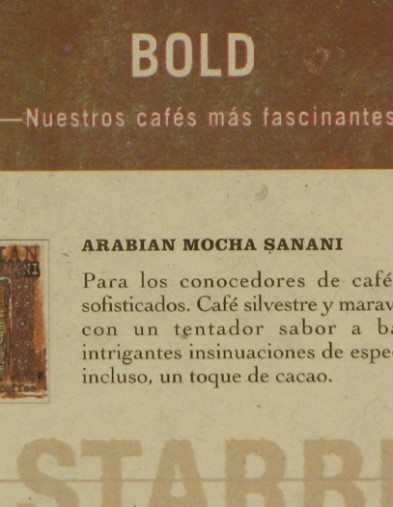 BOLD
Nuestros cafés más fascinantes
ARABIAN MOCHA SANANI
Para los conocedores de café
sofisticados. Café silvestre y marav
con un tentador sabor a ba
intrigantes insinuaciones de espe
incluso, un toque de cacao.
STARB